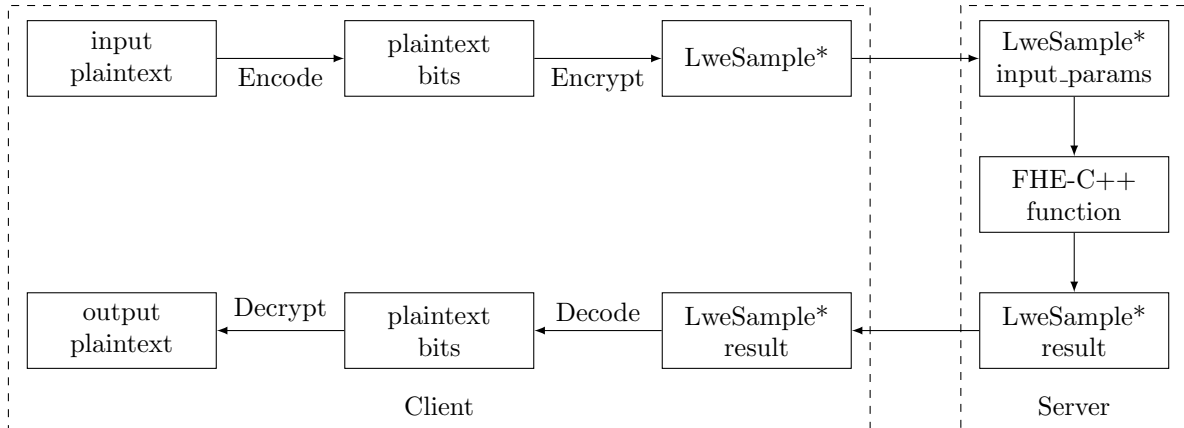 input
plaintext
Encode
plaintext
bits
Encrypt
LweSample*
LweSample*
input_params
FHE-C++
function
output
plaintext
Decrypt
plaintext
bits
Decode
LweSample*
result
LweSample*
result
Client
Server